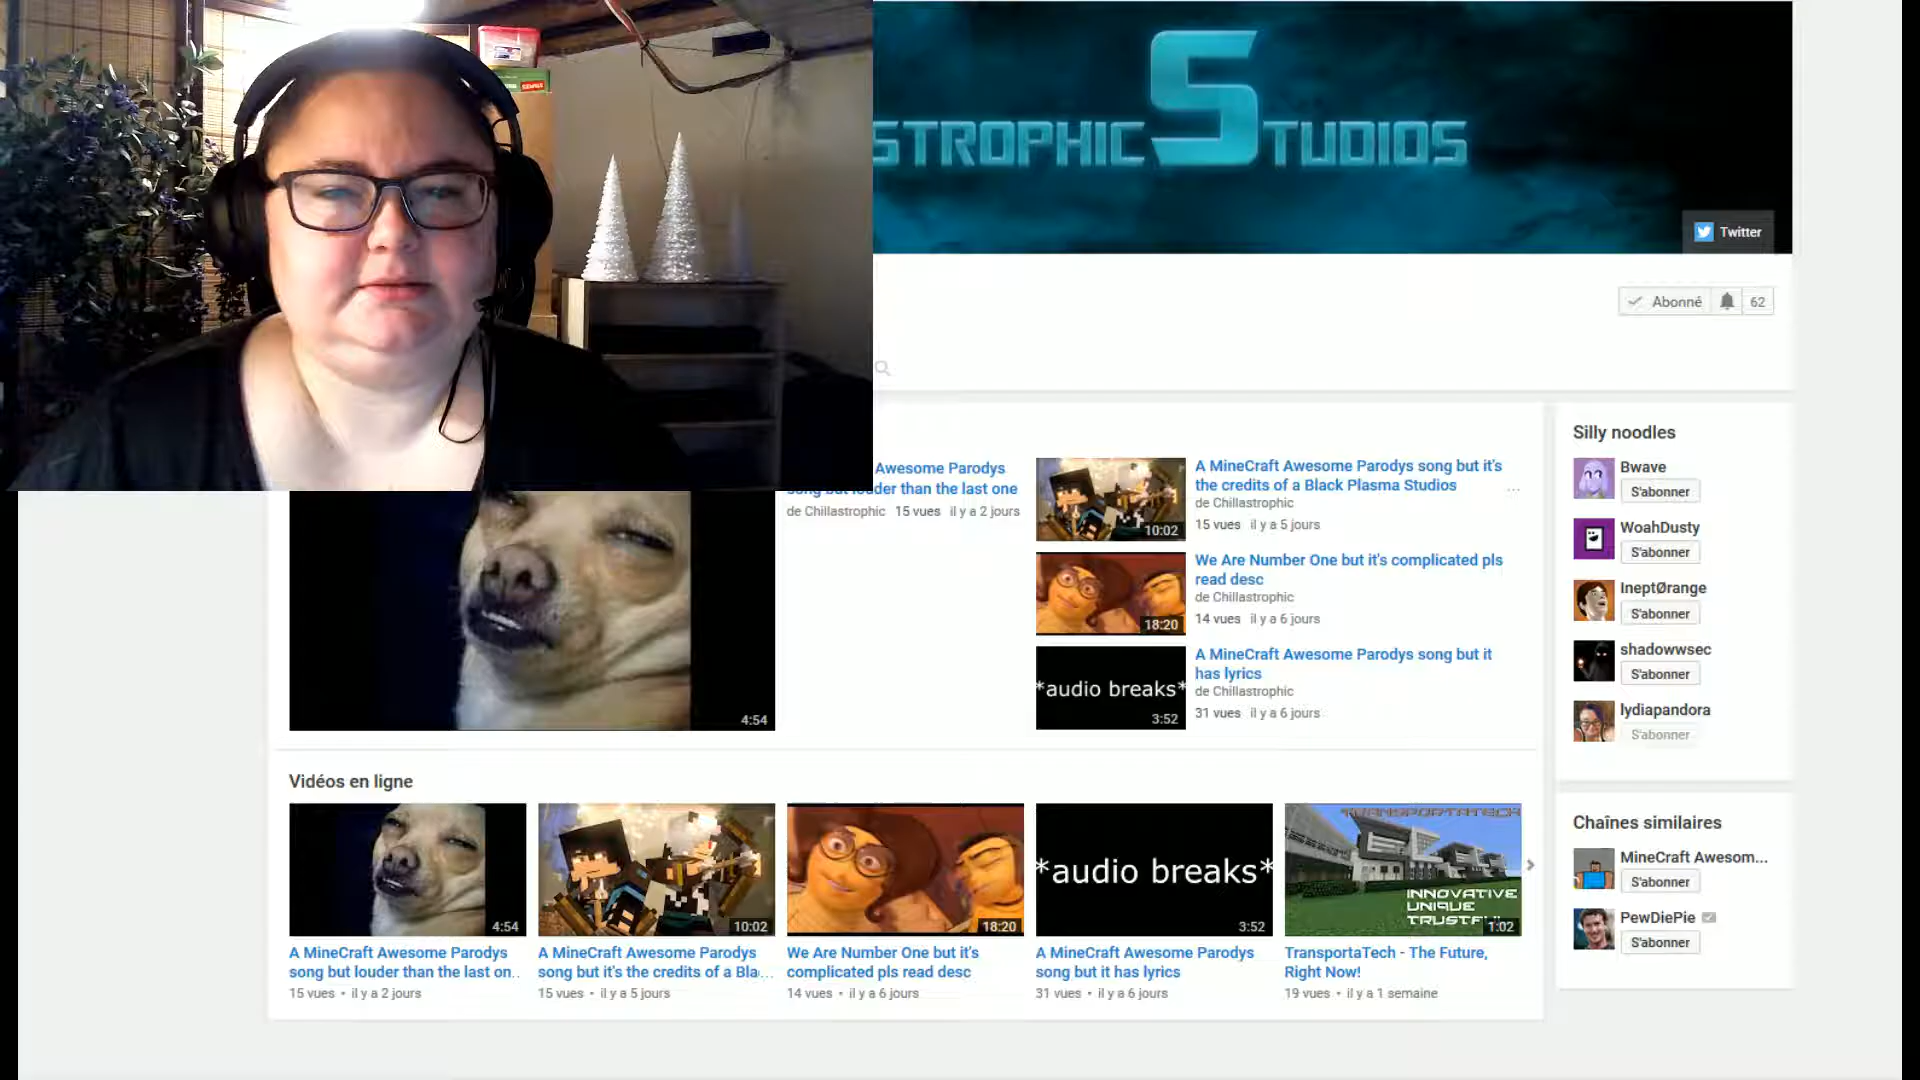 STROPHIC STUDIOS
Twitter
Abonné 62
Awesome Parodys
song but louder than the last one
de Chillastrophic 15 vues il y a 2 jours
4:54
A MineCraft Awesome Parodys song but it's
the credits of a Black Plasma Studios
...
de Chillastrophic
15 vues il y a 5 jours
10:02
We Are Number One but it's complicated pls
read desc
de Chillastrophic
14 vues il y a 6 jours
18:20
A MineCraft Awesome Parodys song but it
has lyrics
de Chillastrophic
31 vues il y a 6 jours
*audio breaks*
3:52
Silly noodles
Bwave
S'abonner
WoahDusty
S'abonner
IneptØrange
S'abonner
shadowwsec
S'abonner
lydiapandora
S'abonner
Vidéos en ligne
4:54
A MineCraft Awesome Parodys
song but louder than the last on...
15 vues • il y a 2 jours
10:02
A MineCraft Awesome Parodys
song but it's the credits of a Bla...
15 vues • il y a 5 jours
18:20
We Are Number One but it's
complicated pls read desc
14 vues • il y a 6 jours
*audio breaks*
3:52
A MineCraft Awesome Parodys
song but it has lyrics
31 vues • il y a 6 jours
TRANSPORTATECH
INNOVATIVE
UNIQUE
1:02
TransportaTech - The Future,
Right Now!
19 vues • il y a 1 semaine
Chaînes similaires
MineCraft Awesom...
S'abonner
PewDiePie
S'abonner